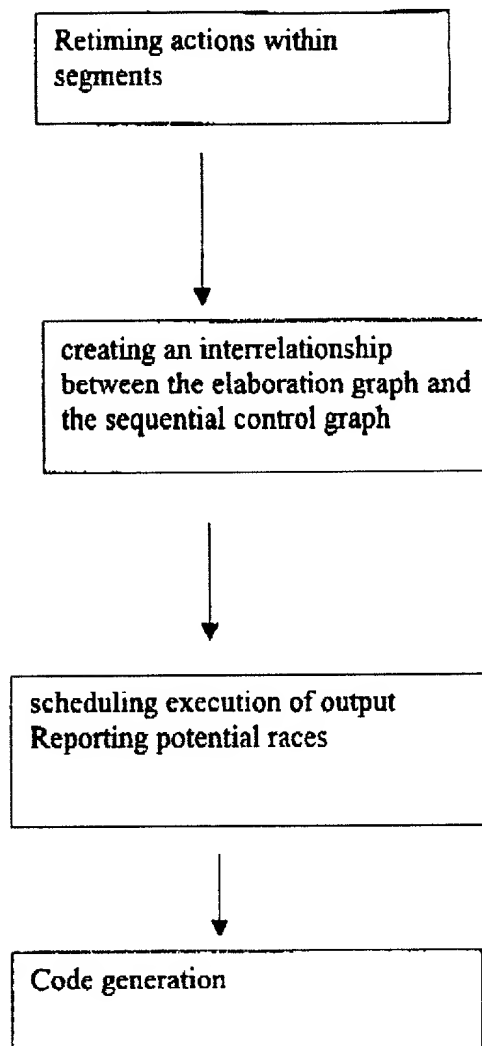 Retiming actions within
segments
creating an interrelationship
between the elaboration graph and
the sequential control graph
scheduling execution of output
Reporting potential races
Code generation